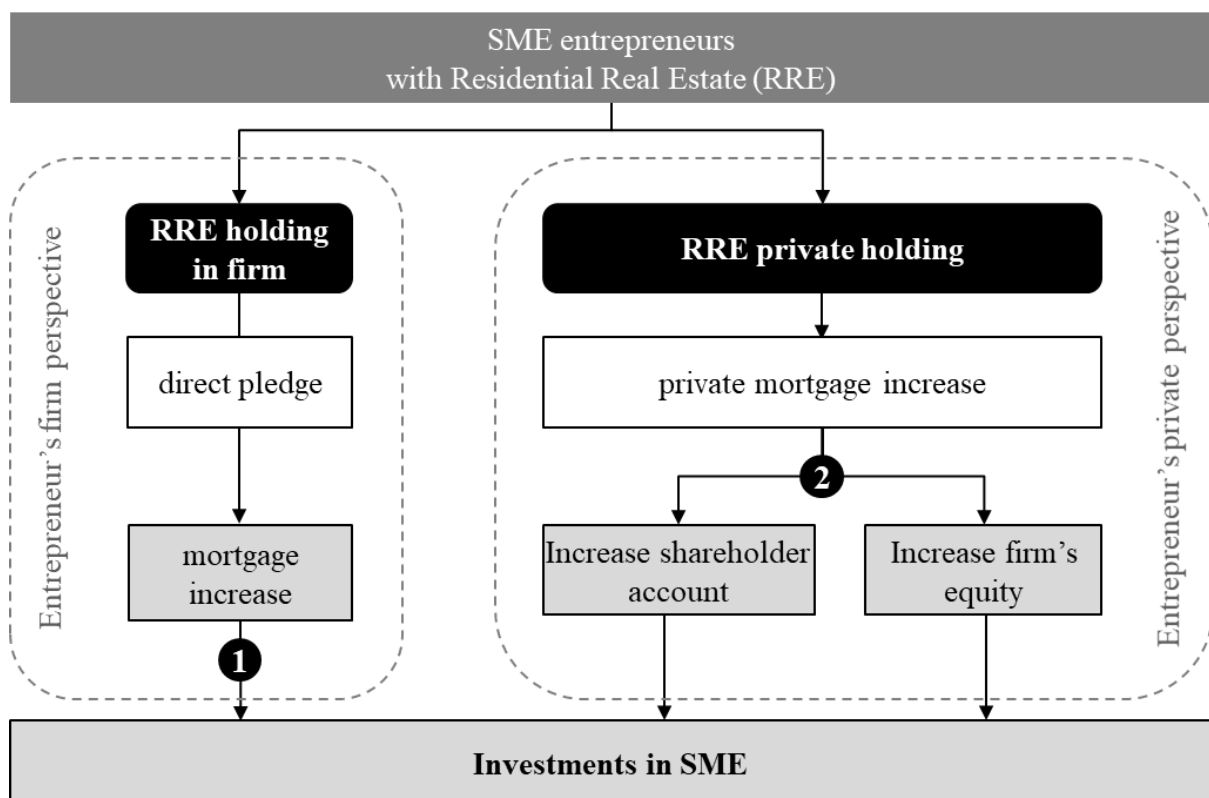 SME entrepreneurs
with Residential Real Estate (RRE)
Entrepreneur's firm perspective
RRE holding
in firm
direct pledge
mortgage
increase
1
RRE private holding
private mortgage increase
2
Increase shareholder
account
Increase firm's
equity
Entrepreneur's private perspective
Investments in SME